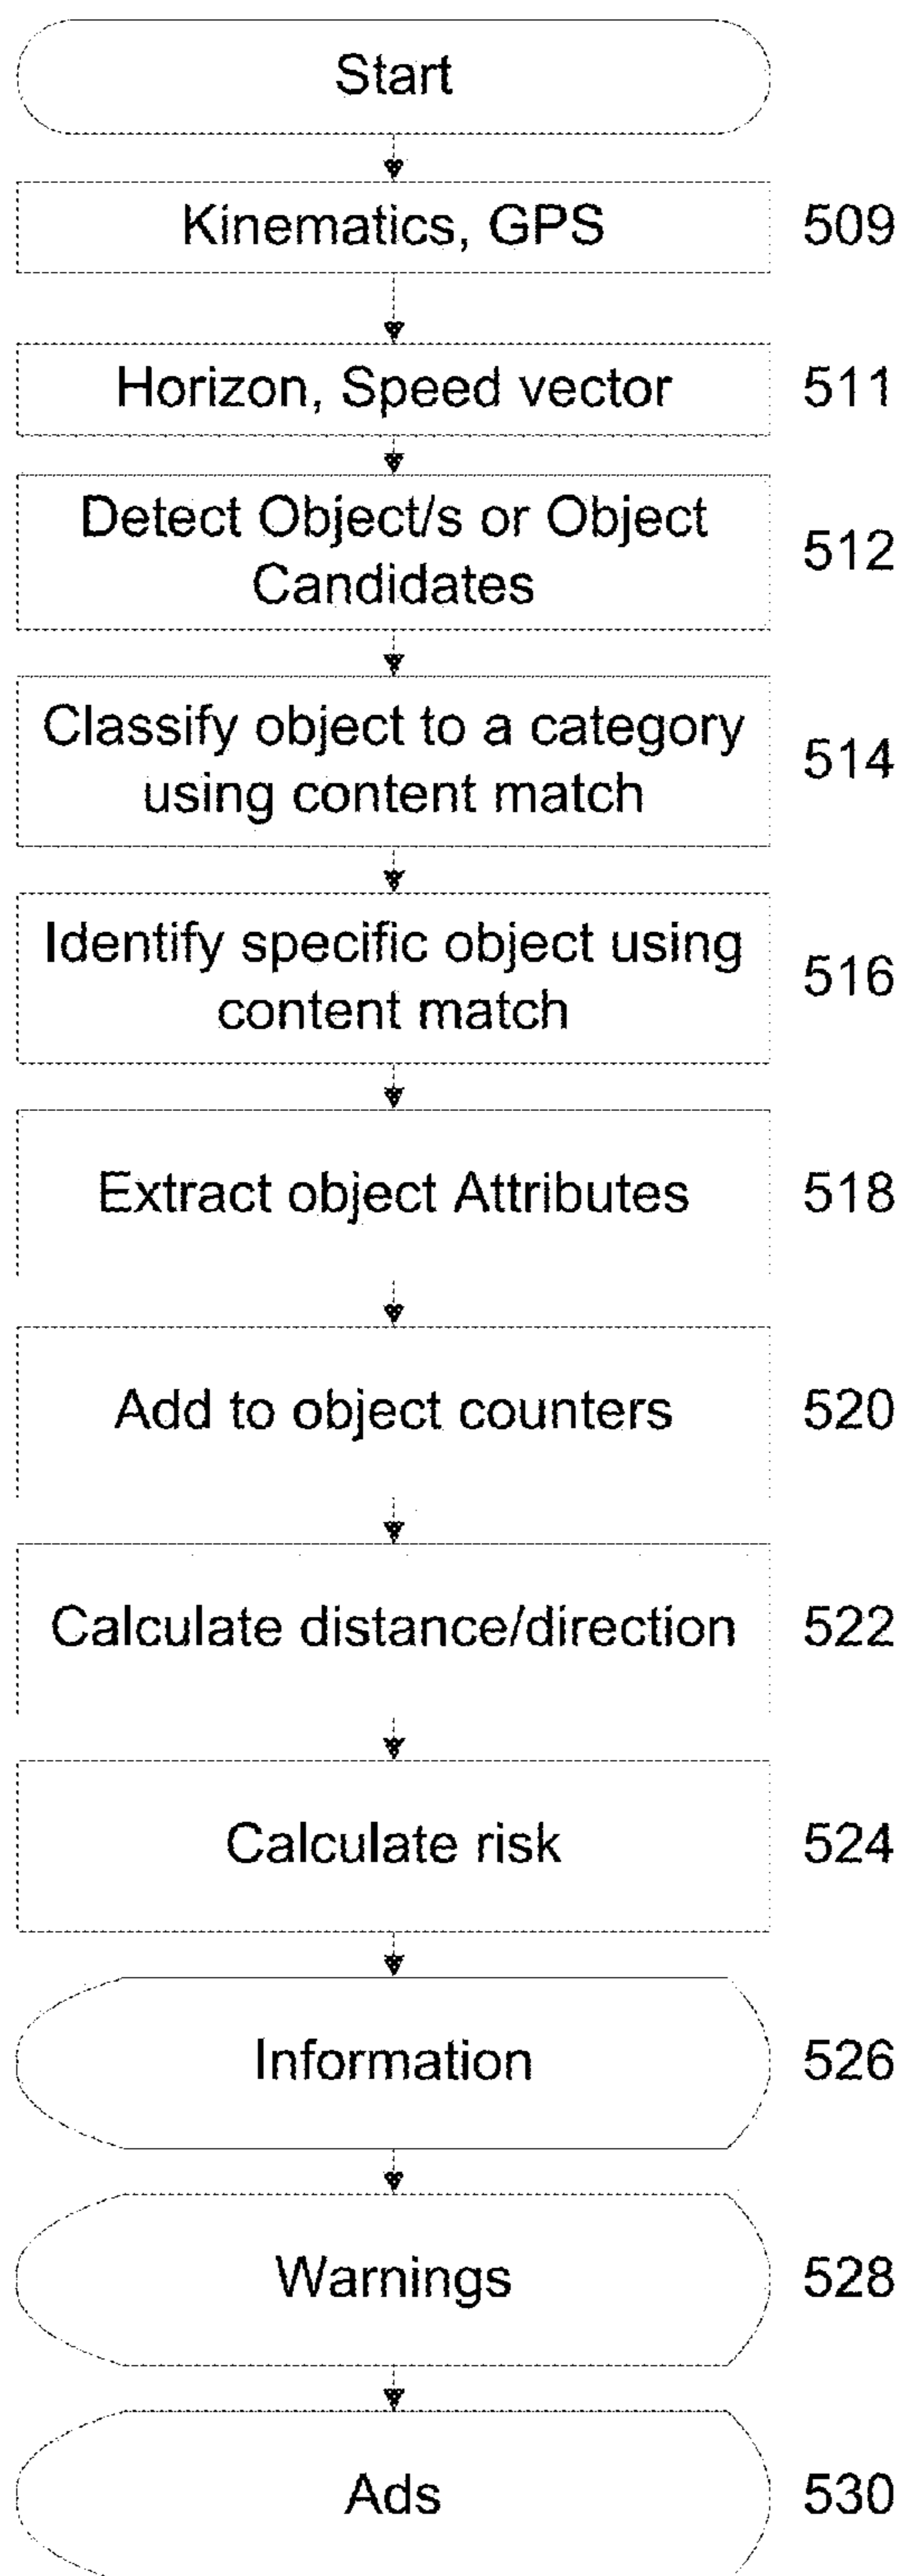 Start
Kinematics, GPS
509
Horizon, Speed vector
511
Detect Object/s or Object
Candidates
512
Classify object to a category
using content match
514
Identify specific object using
content match
516
Extract object Attributes
518
Add to object counters
520
Calculate distance/direction
522
Calculate risk
524
Information
526
Warnings
528
Ads
530